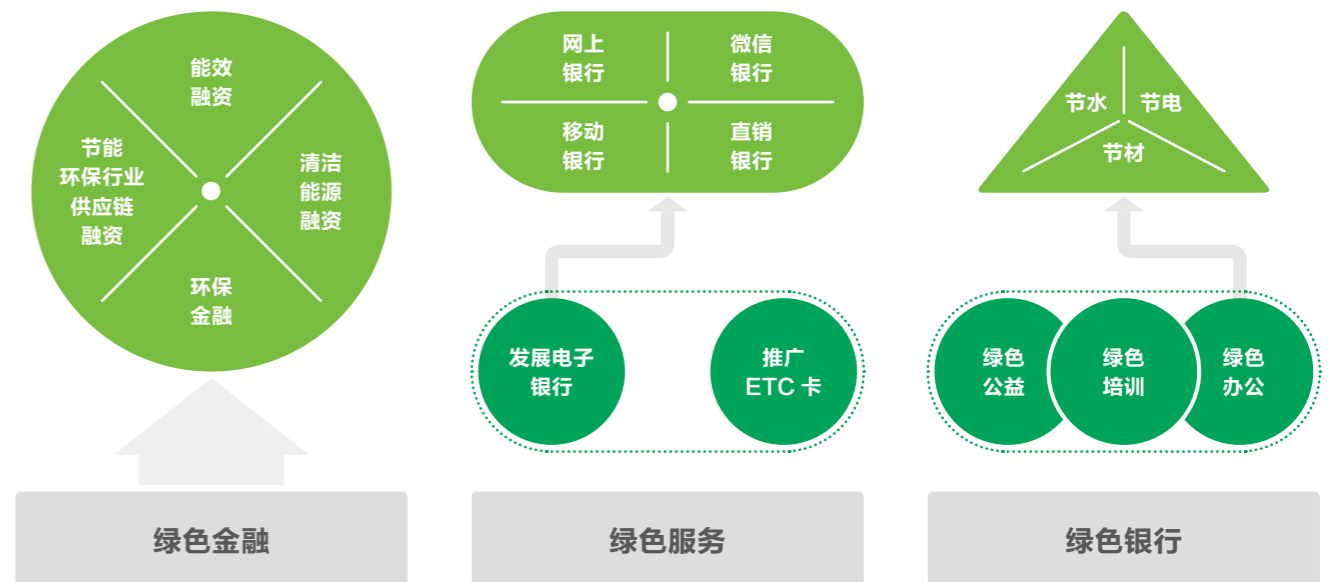 能效
融资
节能
环保行业
供应链
融资
清洁
能源
融资
环保
金融
绿色金融
网上
银行
微信
银行
移动
银行
直销
银行
发展电子
银行
推广
ETC 卡
绿色服务
节水
节电
节材
绿色
公益
绿色
培训
绿色
办公
绿色银行